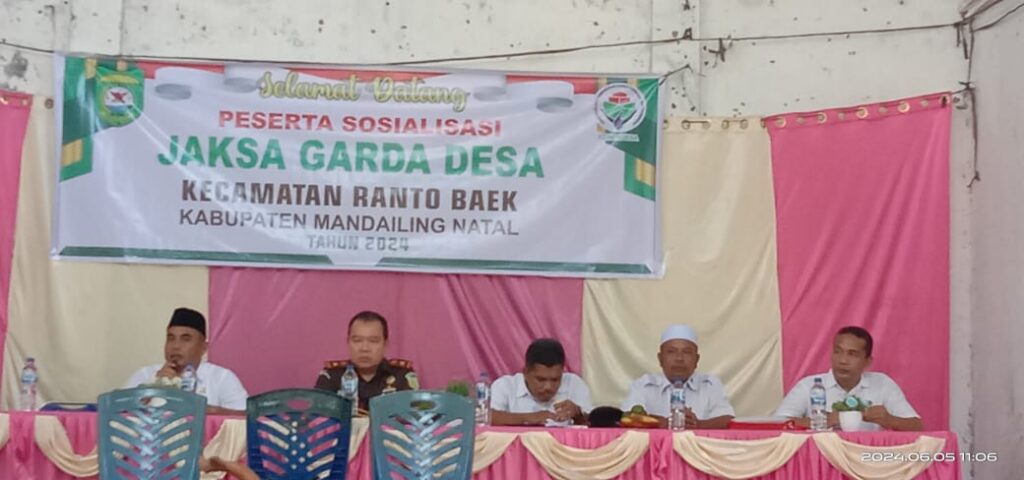 Selamat Datang
PESERTA SOSIALISASI
JAKSA GARDA DESA
KECAMATAN RANTO BAEK
KABUPATEN MANDAILING NATAL
TAHUN 2024
2024.06.05 11:06